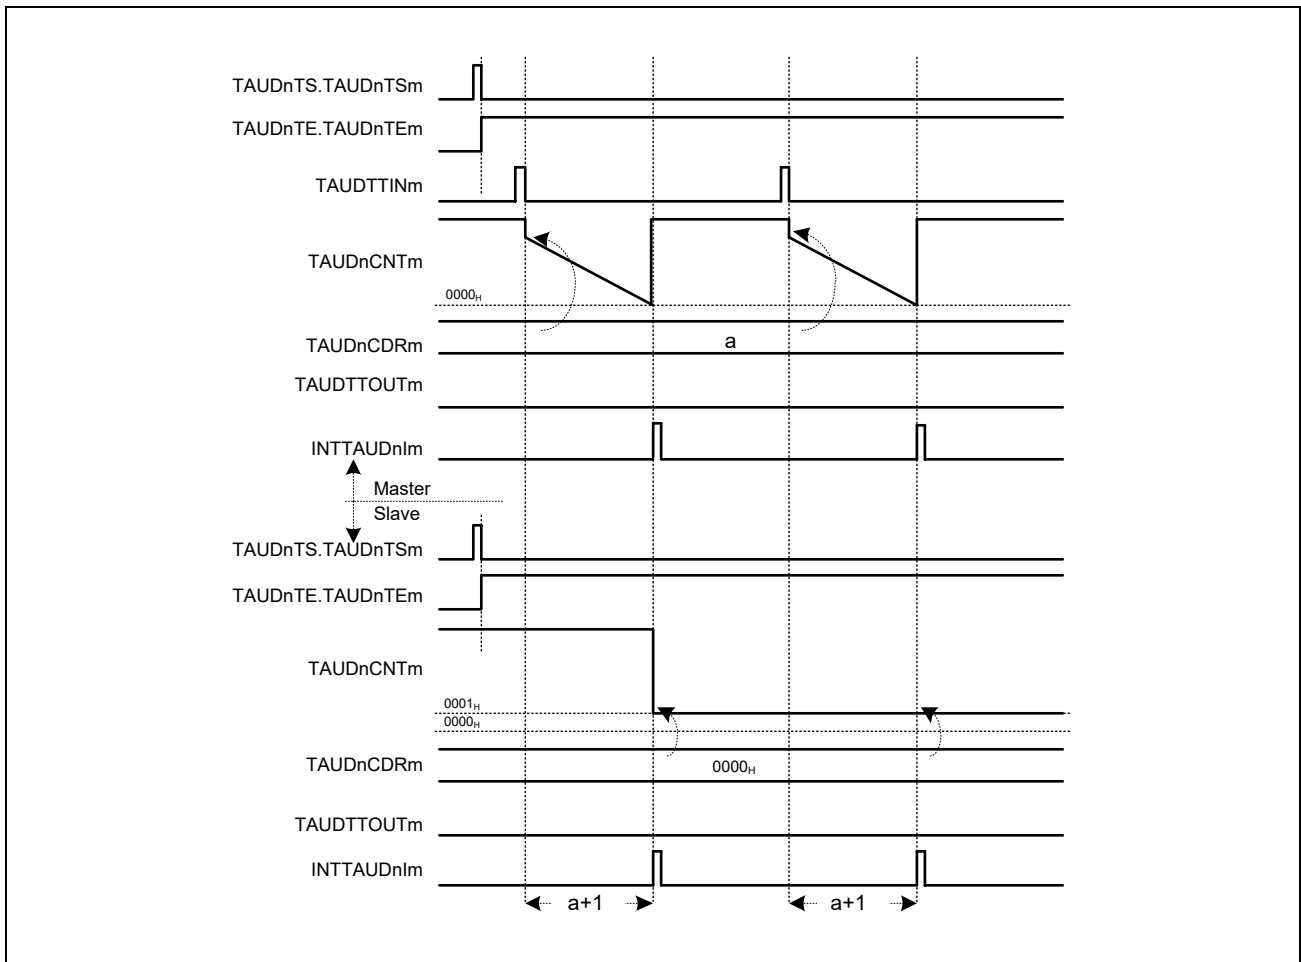 TAUDnTS.TAUDnTSm
TAUDnTE.TAUDnTEm
TAUDTTINm
TAUDnCNTm
0000H
TAUDnCDRm
a
TAUDTTOUTm
INTTAUDnIm
Master
Slave
TAUDnTS.TAUDnTSm
TAUDnTE.TAUDnTEm
TAUDnCNTm
0001H
0000H
TAUDnCDRm
0000H
TAUDTTOUTm
INTTAUDnIm
a+1 a+1